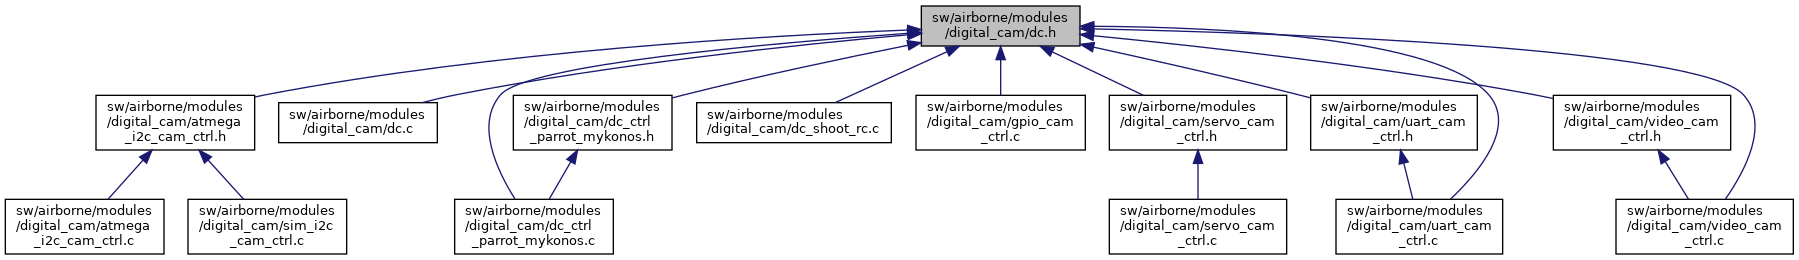 sw/airborne/modules
/digital_cam/dc.h
sw/airborne/modules
/digital_cam/atmega
_i2c_cam_ctrl.h
sw/airborne/modules
/digital_cam/dc.c
sw/airborne/modules
/digital_cam/dc_ctrl
_parrot_mykonos.h
sw/airborne/modules
/digital_cam/dc_shoot_rc.c
sw/airborne/modules
/digital_cam/gpio_cam
_ctrl.c
sw/airborne/modules
/digital_cam/servo_cam
_ctrl.h
sw/airborne/modules
/digital_cam/uart_cam
_ctrl.h
sw/airborne/modules
/digital_cam/video_cam
_ctrl.h
sw/airborne/modules
/digital_cam/atmega
_i2c_cam_ctrl.c
sw/airborne/modules
/digital_cam/sim_i2c
_cam_ctrl.c
sw/airborne/modules
/digital_cam/dc_ctrl
_parrot_mykonos.c
sw/airborne/modules
/digital_cam/servo_cam
_ctrl.c
sw/airborne/modules
/digital_cam/uart_cam
_ctrl.c
sw/airborne/modules
/digital_cam/video_cam
_ctrl.c